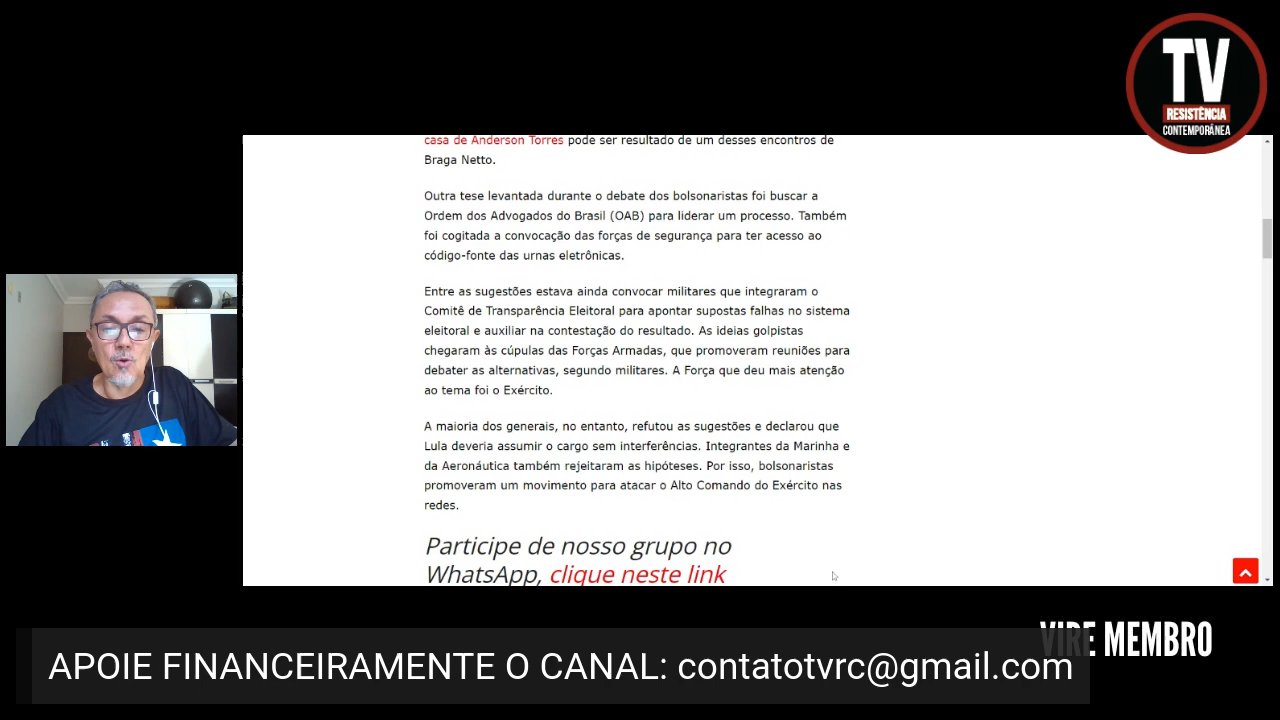 TV
RESISTÊNCIA
CONTEMPORÂNEA
casa de Anderson Torres pode ser resultado de um desses encontros de
Braga Netto.
Outra tese levantada durante o debate dos bolsonaristas foi buscar a
Ordem dos Advogados do Brasil (OAB) para liderar um processo. Também
foi cogitada a convocação das forças de segurança para ter acesso ao
código-fonte das urnas eletrônicas.
Entre as sugestões estava ainda convocar militares que integraram o
Comitê de Transparência Eleitoral para apontar supostas falhas no sistema
eleitoral e auxiliar na contestação do resultado. As ideias golpistas
chegaram às cúpulas das Forças Armadas, que promoveram reuniões para
debater as alternativas, segundo militares. A Força que deu mais atenção
ao tema foi o Exército.
A maioria dos generais, no entanto, refutou as sugestões e declarou que
Lula deveria assumir o cargo sem interferências. Integrantes da Marinha e
da Aeronáutica também rejeitaram as hipóteses. Por isso, bolsonaristas
promoveram um movimento para atacar o Alto Comando do Exército nas
redes.
Participe de nosso grupo no
WhatsApp, clique neste link
VIRE MEMBRO
APOIE FINANCEIRAMENTE O CANAL: contatotvrc@gmail.com